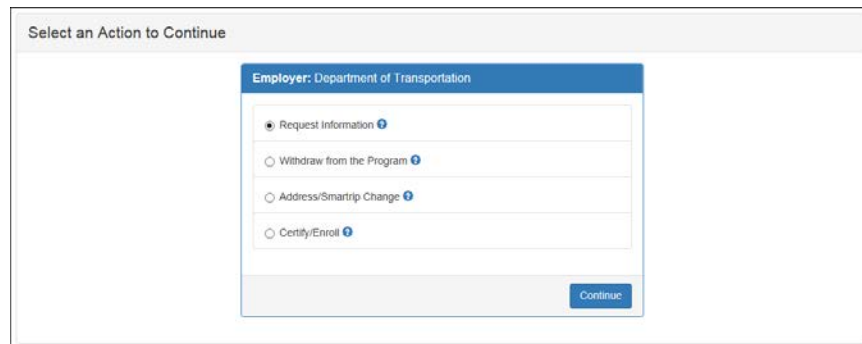 Select an Action to Continue
Employer: Department of Transportation
Request Information
Withdraw from the Program
Address/Smartrip Change
Certify/Enroll
Continue